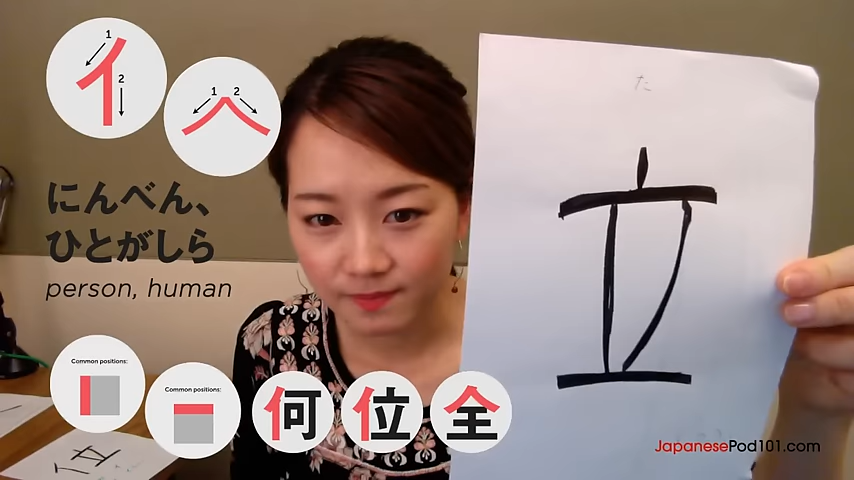 1
2
亻
1 2
𠆢
にんべん、
ひとがしら
person, human
Common positions:
Common positions:
何 位 全
た
立
JapanesePod101.com